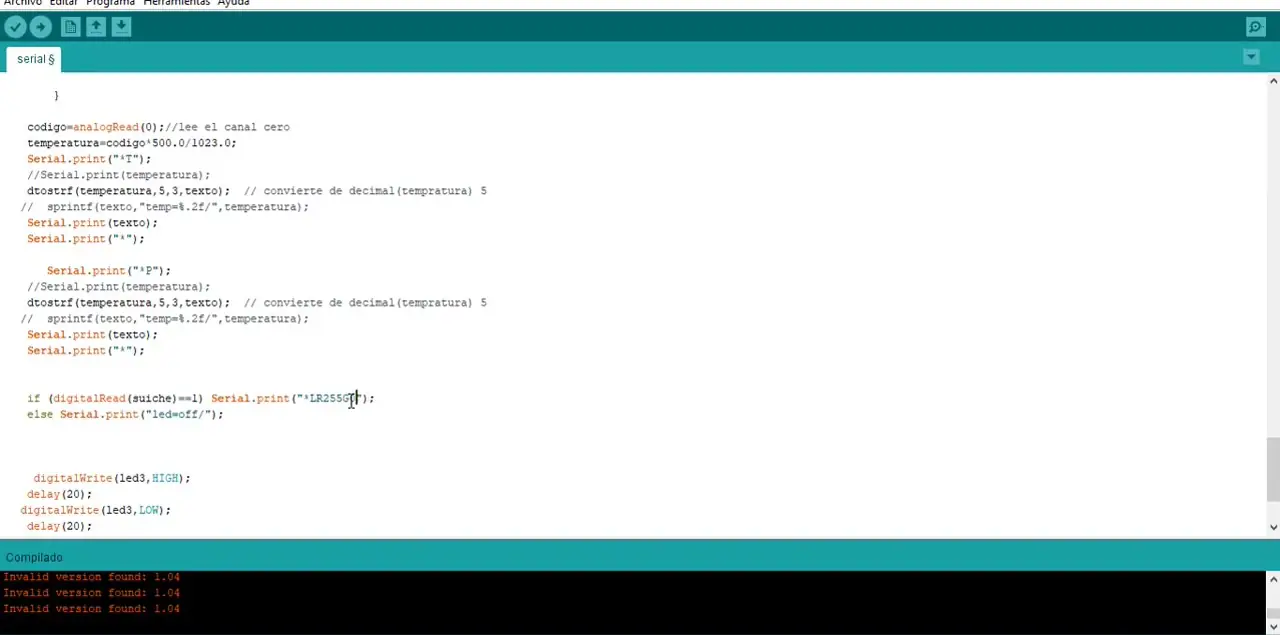 Archivo Editar Programa Herramientas Ayuda
serial §
}
codigo=analogRead(0);//lee el canal cero
temperatura=codigo*500.0/1023.0;
Serial.print("*T");
//Serial.print(temperatura);
dtostrf(temperatura,5,3,texto);  // convierte de decimal(tempratura) 5
//  sprintf(texto,"temp=%.2f/",temperatura);
Serial.print(texto);
Serial.print("*");
Serial.print("*P");
//Serial.print(temperatura);
dtostrf(temperatura,5,3,texto);  // convierte de decimal(tempratura) 5
//  sprintf(texto,"temp=%.2f/",temperatura);
Serial.print(texto);
Serial.print("*");
if (digitalRead(suiche)==1) Serial.print("*LR255G0");
else Serial.print("led=off/");
digitalWrite(led3,HIGH);
delay(20);
digitalWrite(led3,LOW);
delay(20);
Compilado
Invalid version found: 1.04
Invalid version found: 1.04
Invalid version found: 1.04